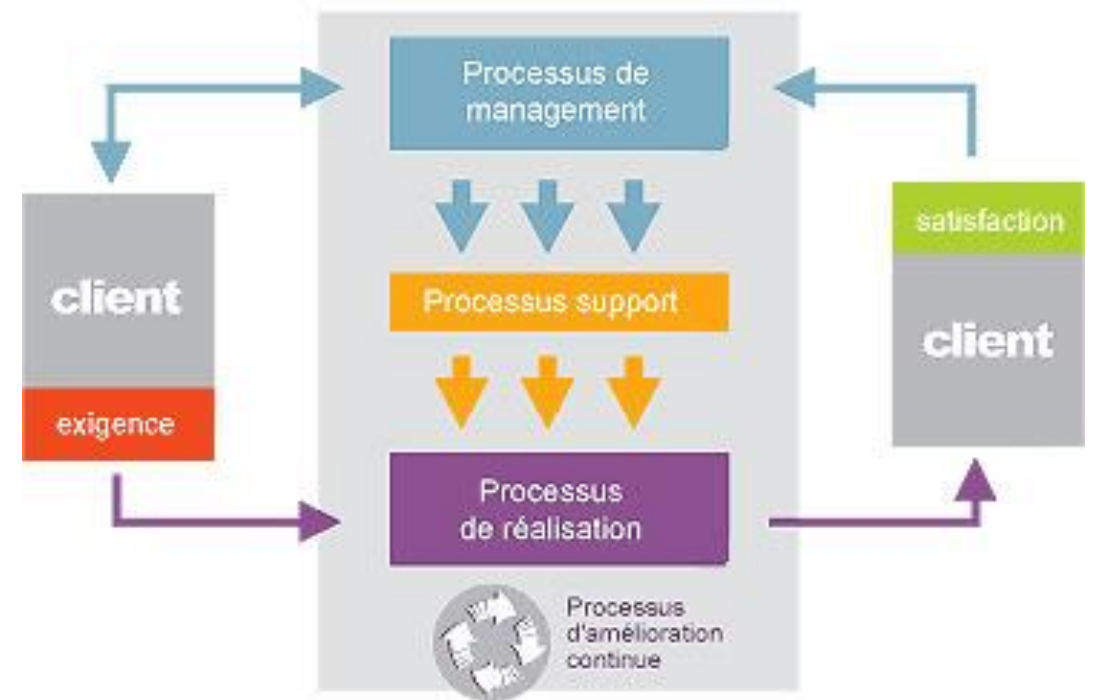 Processus de
management
client
exigence
Processus support
satisfaction
client
Processus
de réalisation
Processus
d'amélioration
continue